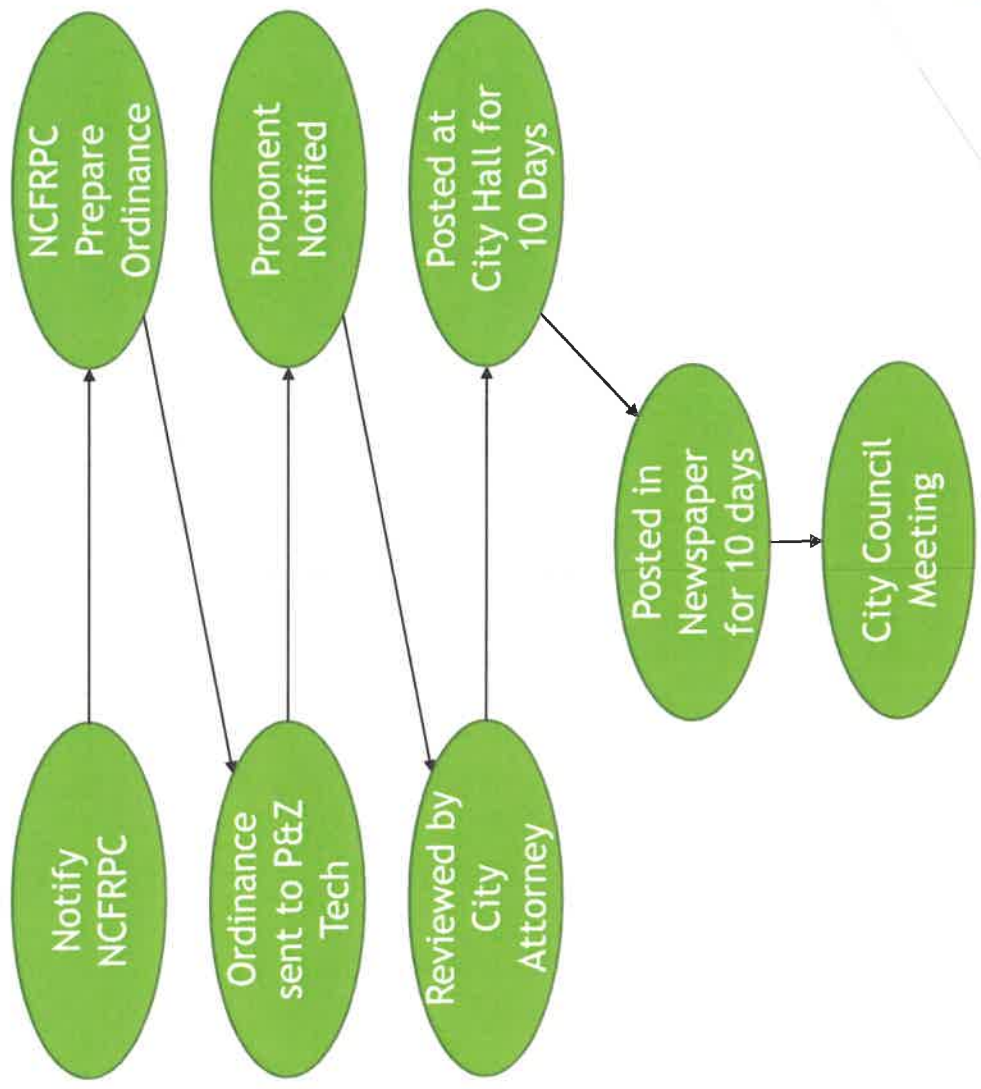 Notify
NCFRPC
NCFRPC
Prepare
Ordinance
Ordinance
sent to P&Z
Tech
Proponent
Notified
Reviewed by
City
Attorney
Posted at
City Hall for
10 Days
Posted in
Newspaper
for 10 days
City Council
Meeting